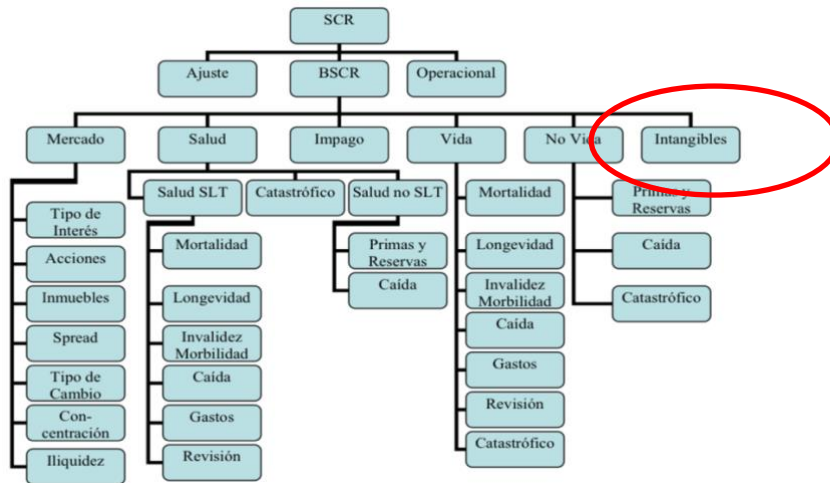 SCR
Ajuste
BSCR
Operacional
Mercado
Salud
Impago
Vida
No Vida
Intangibles
Salud SLT
Catastrófico
Salud no SLT
Tipo de
Interés
Acciones
Inmuebles
Spread
Tipo de
Cambio
Con-
centración
Iliquidez
Mortalidad
Longevidad
Invalidez
Morbilidad
Caída
Gastos
Revisión
Primas y
Reservas
Caída
Mortalidad
Longevidad
Invalidez
Morbilidad
Caída
Gastos
Revisión
Catastrófico
Primas y
Reservas
Caída
Catastrófico